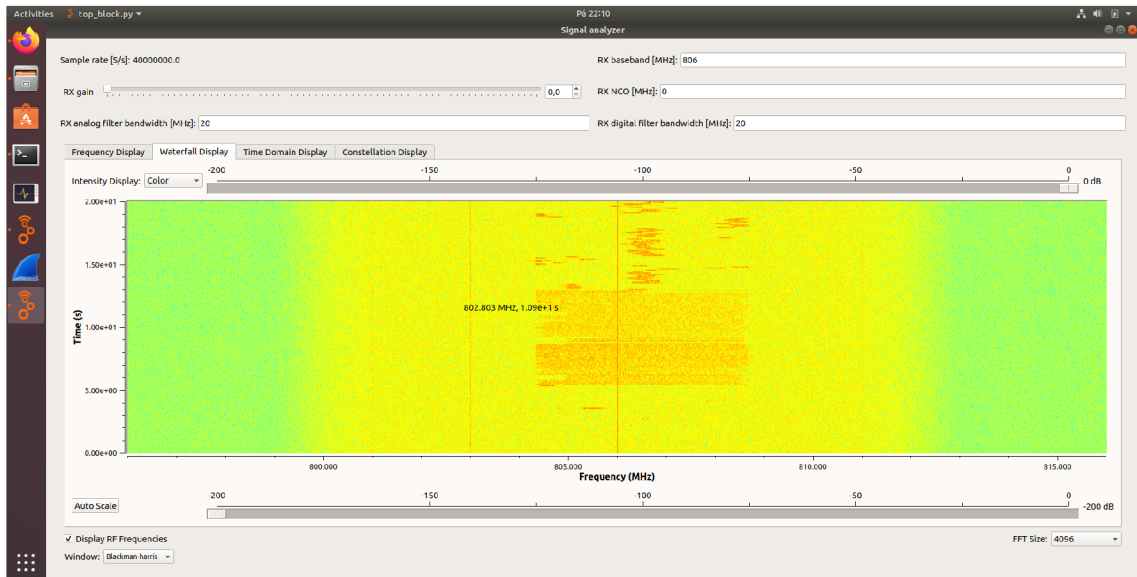 Activities top_block.py Pá 22:10
Signal analyzer
Sample rate [S/s]: 40000000.0 RX baseband [MHz]: 806
RX gain 0,0 RX NCO [MHz]: 0
RX analog filter bandwidth [MHz]: 20 RX digital filter bandwidth [MHz]: 20
Frequency Display Waterfall Display Time Domain Display Constellation Display
-200 -150 -100 -50 0
Intensity Display: Color 0 dB
2.00e+01
1.50e+01
802.803 MHz, 1.09e+1 s
1.00e+01
Time (s)
5.00e+00
0.00e+00
800.000 805.000 810.000 815.000
Frequency (MHz)
200 150 -100 -50 0
Auto Scale -200 dB
Display RF Frequencies FFT Size: 4096
Window: Blackman harris